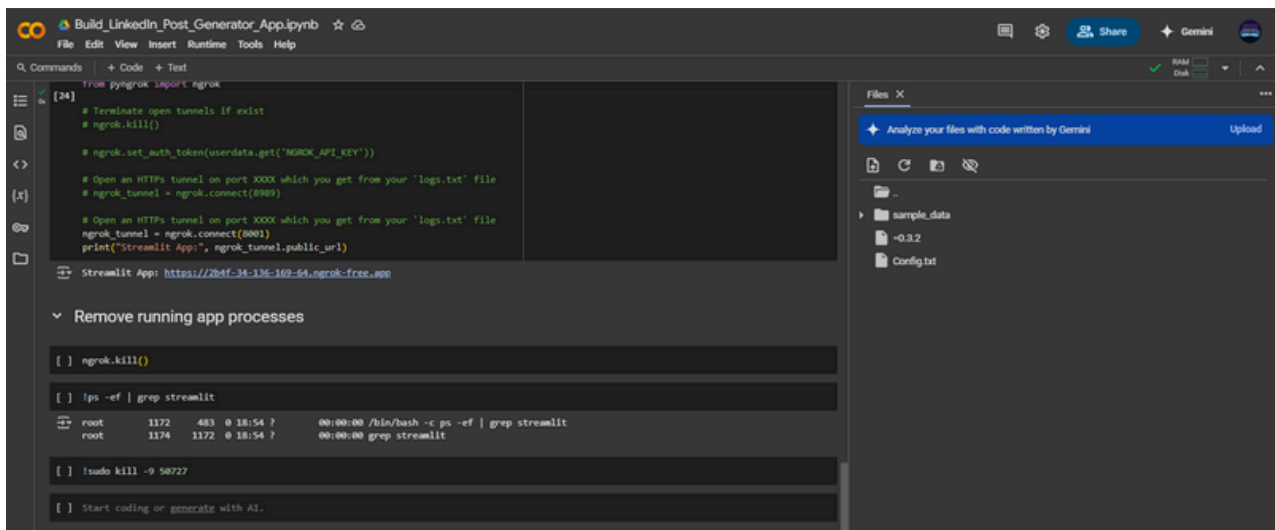 Build_LinkedIn_Post_Generator_App.ipynb
File Edit View Insert Runtime Tools Help
Share
Gemini
Commands + Code + Text
RAM
Disk
[24]
from pyngrok import ngrok
# Terminate open tunnels if exist
# ngrok.kill()
# ngrok.set_auth_token(userdata.get('NGROK_API_KEY'))
# Open an HTTPs tunnel on port XXXX which you get from your `logs.txt` file
# ngrok_tunnel = ngrok.connect(8989)
# Open an HTTPs tunnel on port XXXX which you get from your `logs.txt` file
ngrok_tunnel = ngrok.connect(8001)
print("Streamlit App:", ngrok_tunnel.public_url)
Streamlit App: https://2b4f-34-136-169-64.ngrok-free.app
Remove running app processes
[ ] ngrok.kill()
[ ] !ps -ef | grep streamlit
root 1172 483 0 18:54 ? 00:00:00 /bin/bash -c ps -ef | grep streamlit
root 1174 1172 0 18:54 ? 00:00:00 grep streamlit
[ ] !sudo kill -9 50727
[ ] Start coding or generate with AI.
Files
Analyze your files with code written by Gemini Upload
..
sample_data
=0.3.2
Config.txt